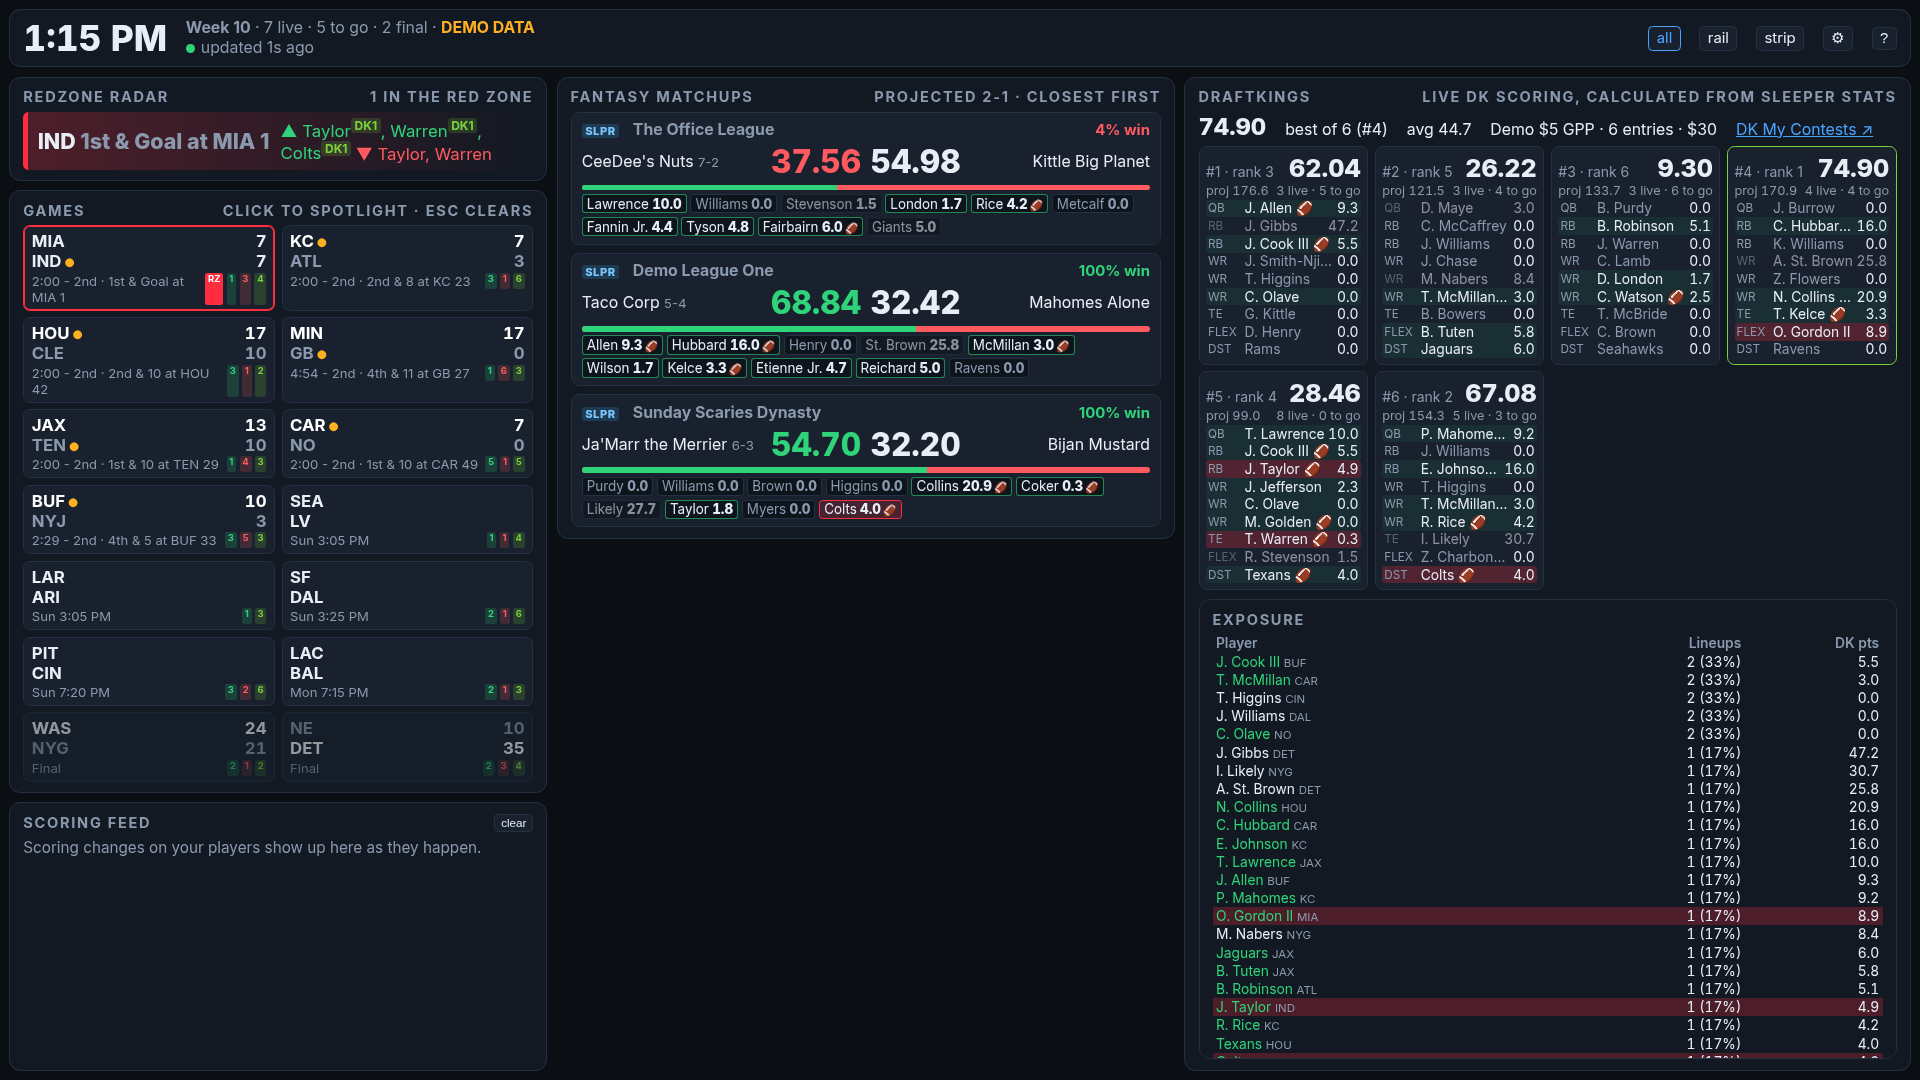 1:15 PM
Week 10 · 7 live · 5 to go · 2 final · DEMO DATA
updated 1s ago
all rail strip ⚙ ?
REDZONE RADAR 1 IN THE RED ZONE
IND 1st & Goal at MIA 1
▲ Taylor DK1, Warren DK1,
Colts DK1 ▼ Taylor, Warren
GAMES CLICK TO SPOTLIGHT · ESC CLEARS
MIA 7
IND 7
2:00 - 2nd · 1st & Goal at
MIA 1
RZ 1 3 4
KC 7
ATL 3
2:00 - 2nd · 2nd & 8 at KC 23 3 1 6
HOU 17
CLE 10
2:00 - 2nd · 2nd & 10 at HOU
42
3 1 2
MIN 17
GB 0
4:54 - 2nd · 4th & 11 at GB 27 1 6 3
JAX 13
TEN 10
2:00 - 2nd · 1st & 10 at TEN 29 1 4 3
CAR 7
NO 0
2:00 - 2nd · 1st & 10 at CAR 49 5 1 5
BUF 10
NYJ 3
2:29 - 2nd · 4th & 5 at BUF 33 3 5 3
SEA
LV
Sun 3:05 PM 1 1 4
LAR
ARI
Sun 3:05 PM 1 3
SF
DAL
Sun 3:25 PM 2 1 6
PIT
CIN
Sun 7:20 PM 3 2 6
LAC
BAL
Mon 7:15 PM 2 1 3
WAS 24
NYG 21
Final 2 1 2
NE 10
DET 35
Final 2 3 4
SCORING FEED clear
Scoring changes on your players show up here as they happen.
FANTASY MATCHUPS PROJECTED 2-1 · CLOSEST FIRST
SLPR The Office League 4% win
CeeDee's Nuts 7-2 37.56 54.98 Kittle Big Planet
Lawrence 10.0 Williams 0.0 Stevenson 1.5 London 1.7 Rice 4.2 🏈 Metcalf 0.0
Fannin Jr. 4.4 Tyson 4.8 Fairbairn 6.0 🏈 Giants 5.0
SLPR Demo League One 100% win
Taco Corp 5-4 68.84 32.42 Mahomes Alone
Allen 9.3 🏈 Hubbard 16.0 🏈 Henry 0.0 St. Brown 25.8 McMillan 3.0 🏈
Wilson 1.7 Kelce 3.3 🏈 Etienne Jr. 4.7 Reichard 5.0 Ravens 0.0
SLPR Sunday Scaries Dynasty 100% win
Ja'Marr the Merrier 6-3 54.70 32.20 Bijan Mustard
Purdy 0.0 Williams 0.0 Brown 0.0 Higgins 0.0 Collins 20.9 🏈 Coker 0.3 🏈
Likely 27.7 Taylor 1.8 Myers 0.0 Colts 4.0 🏈
DRAFTKINGS LIVE DK SCORING, CALCULATED FROM SLEEPER STATS
74.90 best of 6 (#4) avg 44.7 Demo $5 GPP · 6 entries · $30 DK My Contests ↗
#1 · rank 3 62.04
proj 176.6 3 live · 5 to go
QB J. Allen 🏈 9.3
RB J. Gibbs 47.2
RB J. Cook III 🏈 5.5
WR J. Smith-Nji... 0.0
WR T. Higgins 0.0
WR C. Olave 0.0
TE G. Kittle 0.0
FLEX D. Henry 0.0
DST Rams 0.0
#2 · rank 5 26.22
proj 121.5 3 live · 4 to go
QB D. Maye 3.0
RB C. McCaffrey 0.0
RB J. Williams 0.0
WR J. Chase 0.0
WR M. Nabers 8.4
WR T. McMillan... 3.0
TE B. Bowers 0.0
FLEX B. Tuten 5.8
DST Jaguars 6.0
#3 · rank 6 9.30
proj 133.7 3 live · 6 to go
QB B. Purdy 0.0
RB B. Robinson 5.1
RB J. Warren 0.0
WR C. Lamb 0.0
WR D. London 1.7
WR C. Watson 🏈 2.5
TE T. McBride 0.0
FLEX C. Brown 0.0
DST Seahawks 0.0
#4 · rank 1 74.90
proj 170.9 4 live · 4 to go
QB J. Burrow 0.0
RB C. Hubbar... 16.0
RB K. Williams 0.0
WR A. St. Brown 25.8
WR Z. Flowers 0.0
WR N. Collins ... 20.9
TE T. Kelce 🏈 3.3
FLEX O. Gordon II 8.9
DST Ravens 0.0
#5 · rank 4 28.46
proj 99.0 8 live · 0 to go
QB T. Lawrence 10.0
RB J. Cook III 🏈 5.5
RB J. Taylor 🏈 4.9
WR J. Jefferson 2.3
WR C. Olave 0.0
WR M. Golden 🏈 0.0
TE T. Warren 🏈 0.3
FLEX R. Stevenson 1.5
DST Texans 🏈 4.0
#6 · rank 2 67.08
proj 154.3 5 live · 3 to go
QB P. Mahome... 9.2
RB J. Williams 0.0
RB E. Johnso... 16.0
WR T. Higgins 0.0
WR T. McMillan... 3.0
WR R. Rice 🏈 4.2
TE I. Likely 30.7
FLEX Z. Charbon... 0.0
DST Colts 🏈 4.0
EXPOSURE
Player Lineups DK pts
J. Cook III BUF 2 (33%) 5.5
T. McMillan CAR 2 (33%) 3.0
T. Higgins CIN 2 (33%) 0.0
J. Williams DAL 2 (33%) 0.0
C. Olave NO 2 (33%) 0.0
J. Gibbs DET 1 (17%) 47.2
I. Likely NYG 1 (17%) 30.7
A. St. Brown DET 1 (17%) 25.8
N. Collins HOU 1 (17%) 20.9
C. Hubbard CAR 1 (17%) 16.0
E. Johnson KC 1 (17%) 16.0
T. Lawrence JAX 1 (17%) 10.0
J. Allen BUF 1 (17%) 9.3
P. Mahomes KC 1 (17%) 9.2
O. Gordon II MIA 1 (17%) 8.9
M. Nabers NYG 1 (17%) 8.4
Jaguars JAX 1 (17%) 6.0
B. Tuten JAX 1 (17%) 5.8
B. Robinson ATL 1 (17%) 5.1
J. Taylor IND 1 (17%) 4.9
R. Rice KC 1 (17%) 4.2
Texans HOU 1 (17%) 4.0